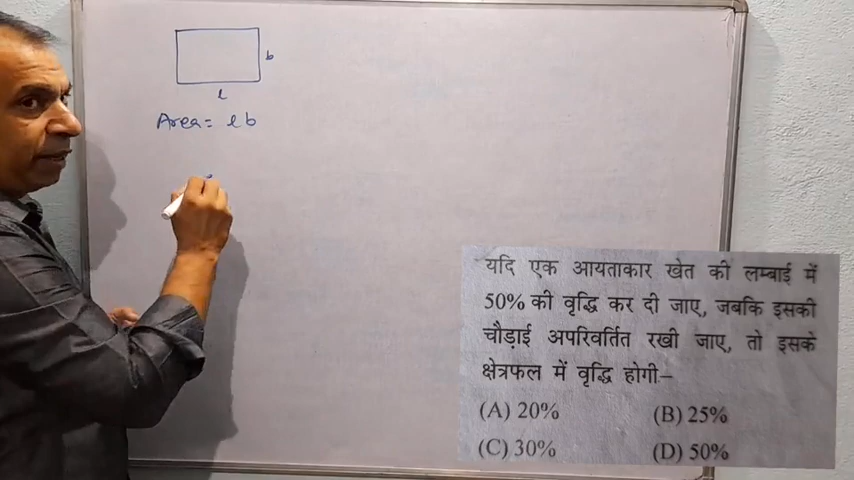 b
l
Area = lb
यदि एक आयताकार खेत की लम्बाई में
50% की वृद्धि कर दी जाए, जबकि इसकी
चौड़ाई अपरिवर्तित रखी जाए, तो इसके
क्षेत्रफल में वृद्धि होगी–
(A) 20% (B) 25%
(C) 30% (D) 50%